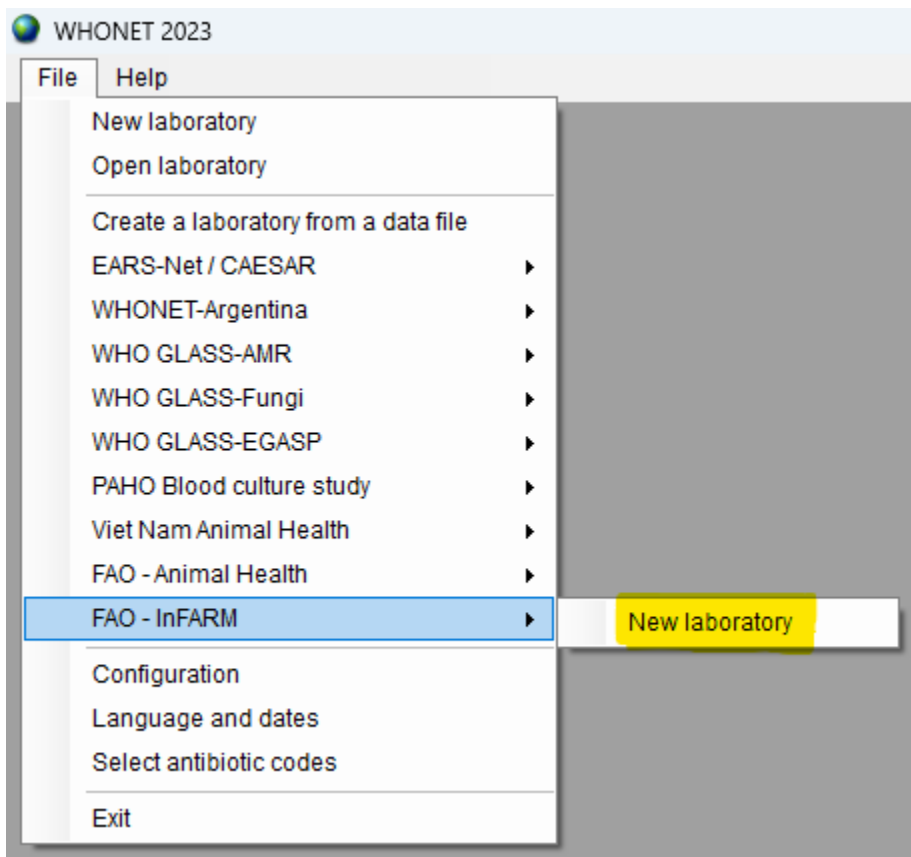 WHONET 2023
File Help
New laboratory
Open laboratory
Create a laboratory from a data file
EARS-Net / CAESAR
WHONET-Argentina
WHO GLASS-AMR
WHO GLASS-Fungi
WHO GLASS-EGASP
PAHO Blood culture study
Viet Nam Animal Health
FAO - Animal Health
FAO - InFARM
New laboratory
Configuration
Language and dates
Select antibiotic codes
Exit